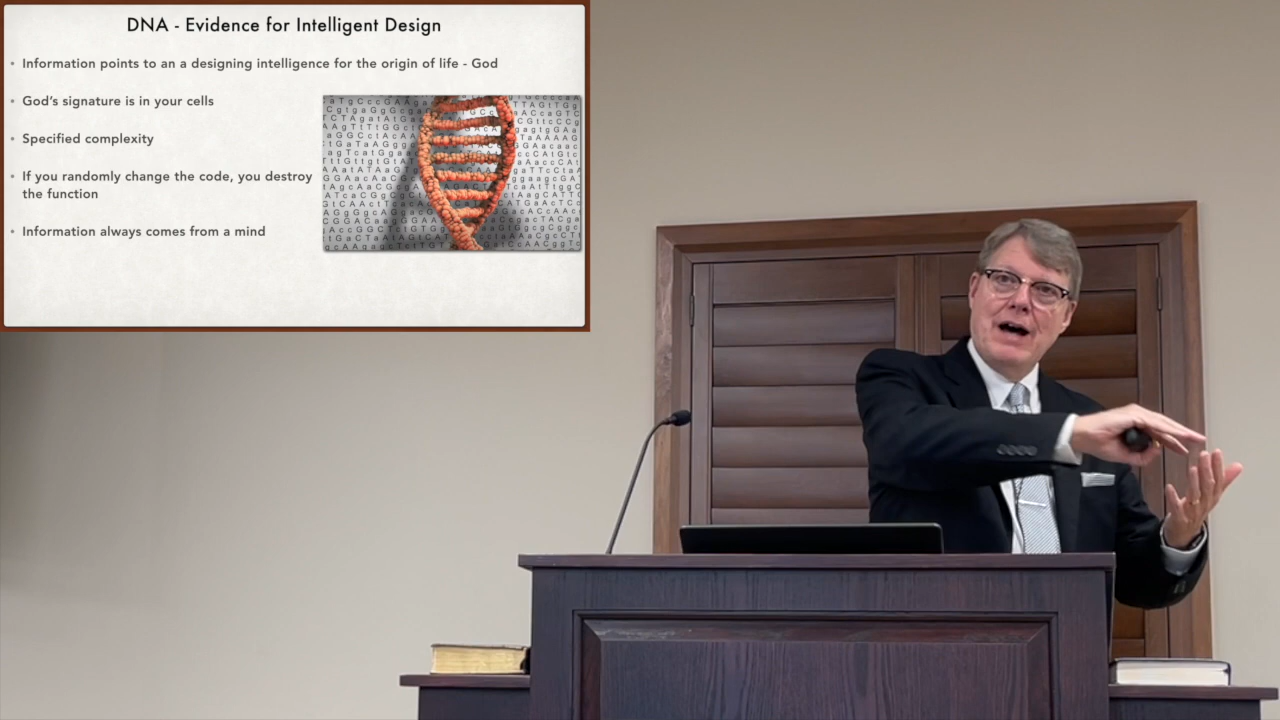 DNA - Evidence for Intelligent Design
• Information points to an a designing intelligence for the origin of life - God
• God's signature is in your cells
• Specified complexity
• If you randomly change the code, you destroy
the function
• Information always comes from a mind